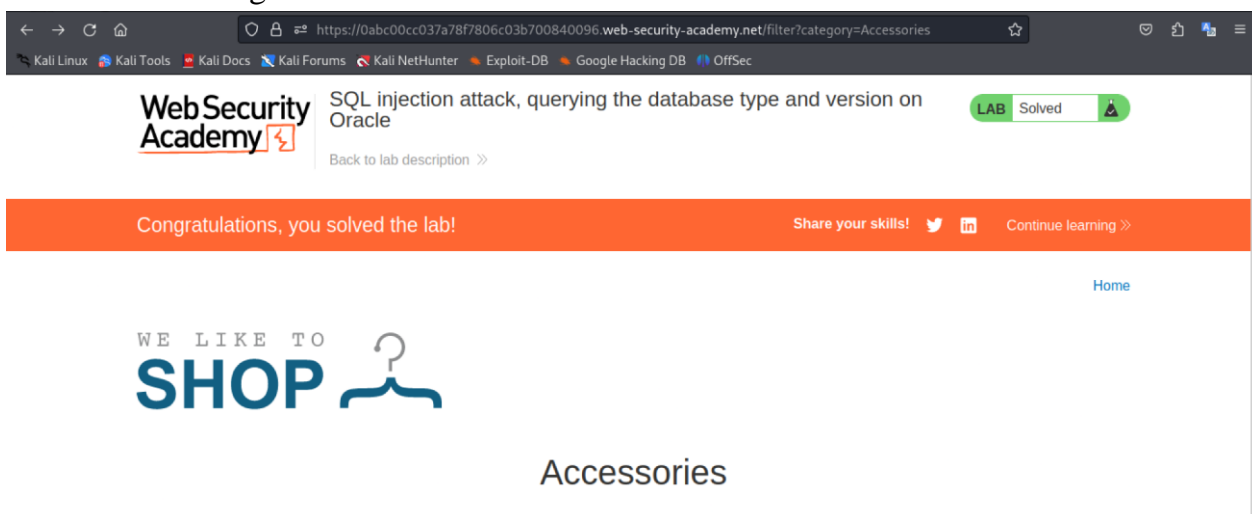 https://0abc00cc037a78f7806c03b700840096.web-security-academy.net/filter?category=Accessories
Kali Linux Kali Tools Kali Docs Kali Forums Kali NetHunter Exploit-DB Google Hacking DB OffSec
Web Security
Academy
SQL injection attack, querying the database type and version on
Oracle
Back to lab description
LAB Solved
Congratulations, you solved the lab!
Share your skills!
Continue learning
Home
WE LIKE TO
SHOP
Accessories